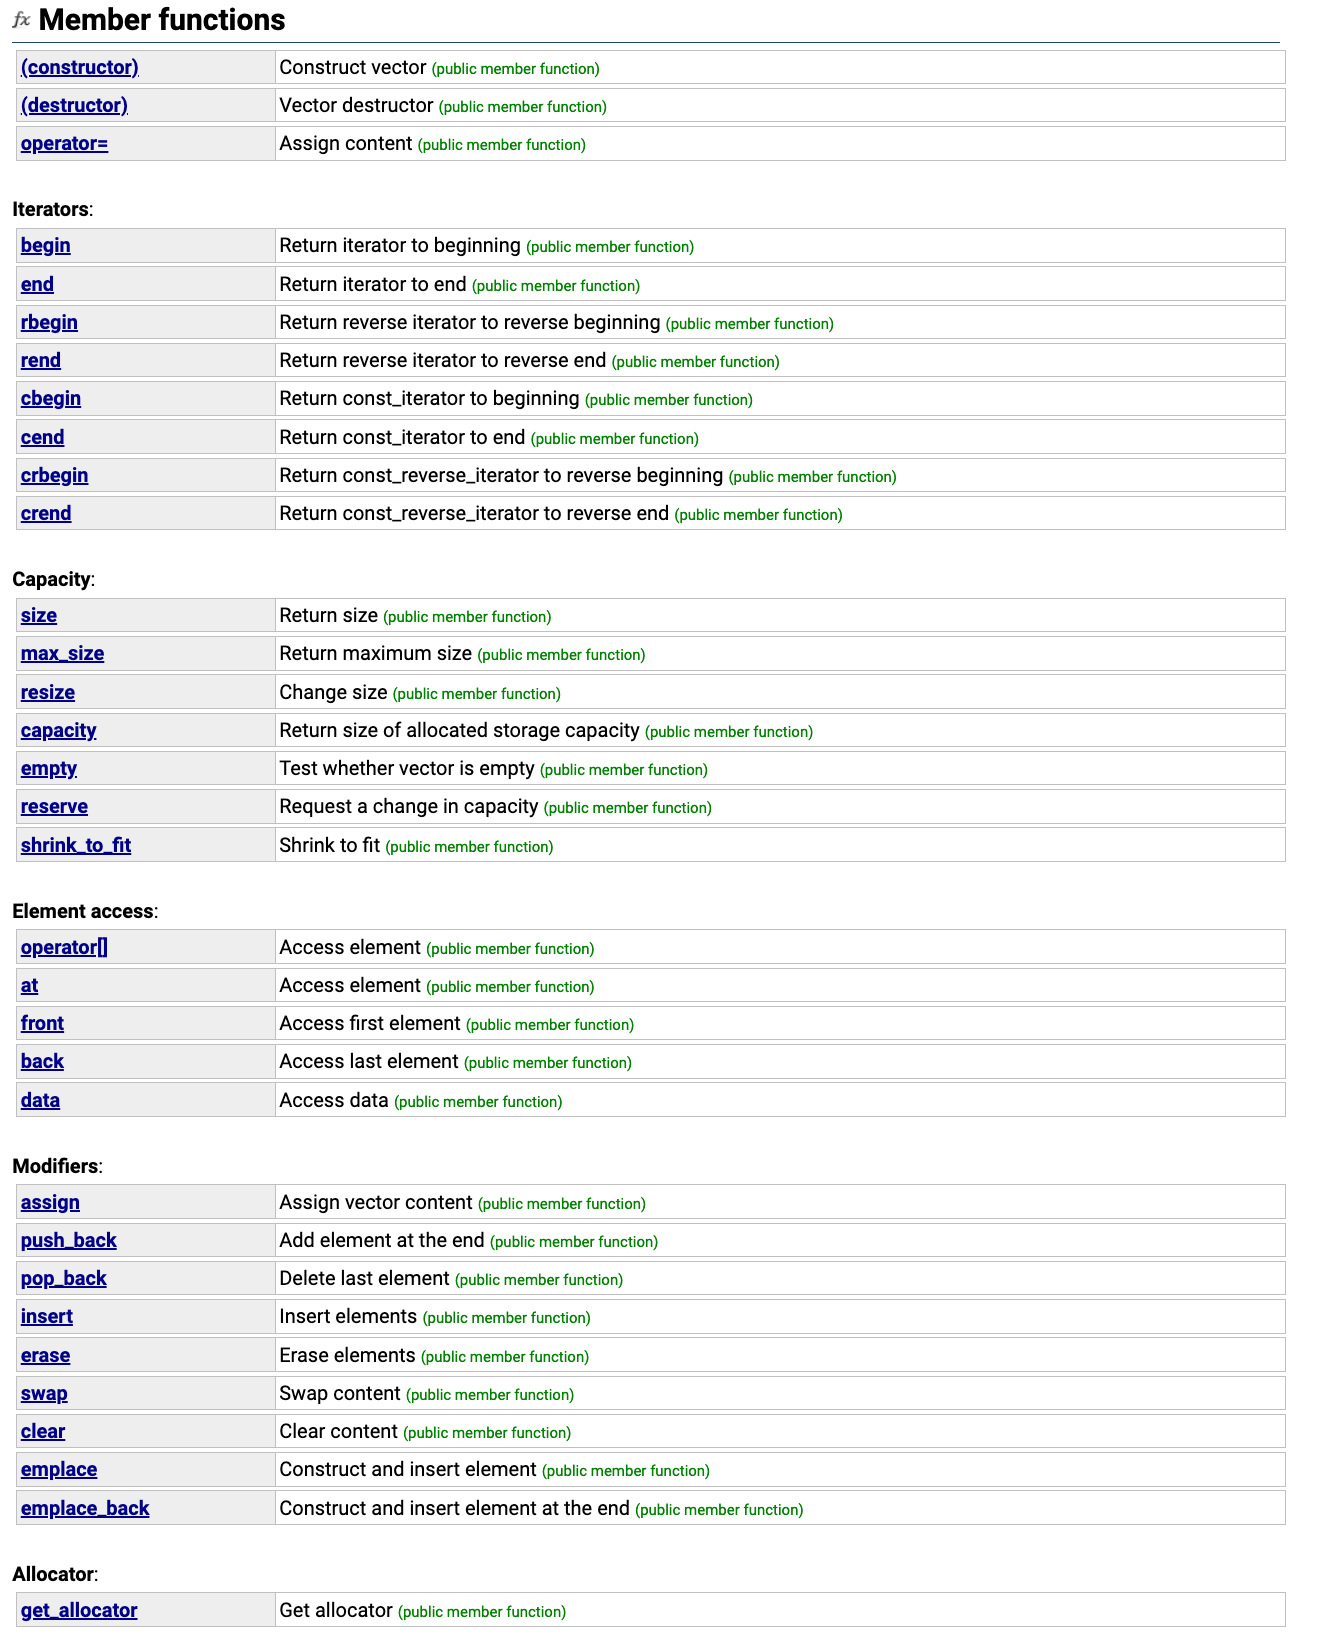 fx Member functions
(constructor) Construct vector (public member function)
(destructor) Vector destructor (public member function)
operator= Assign content (public member function)
Iterators:
begin Return iterator to beginning (public member function)
end Return iterator to end (public member function)
rbegin Return reverse iterator to reverse beginning (public member function)
rend Return reverse iterator to reverse end (public member function)
cbegin Return const_iterator to beginning (public member function)
cend Return const_iterator to end (public member function)
crbegin Return const_reverse_iterator to reverse beginning (public member function)
crend Return const_reverse_iterator to reverse end (public member function)
Capacity:
size Return size (public member function)
max_size Return maximum size (public member function)
resize Change size (public member function)
capacity Return size of allocated storage capacity (public member function)
empty Test whether vector is empty (public member function)
reserve Request a change in capacity (public member function)
shrink_to_fit Shrink to fit (public member function)
Element access:
operator[] Access element (public member function)
at Access element (public member function)
front Access first element (public member function)
back Access last element (public member function)
data Access data (public member function)
Modifiers:
assign Assign vector content (public member function)
push_back Add element at the end (public member function)
pop_back Delete last element (public member function)
insert Insert elements (public member function)
erase Erase elements (public member function)
swap Swap content (public member function)
clear Clear content (public member function)
emplace Construct and insert element (public member function)
emplace_back Construct and insert element at the end (public member function)
Allocator:
get_allocator Get allocator (public member function)